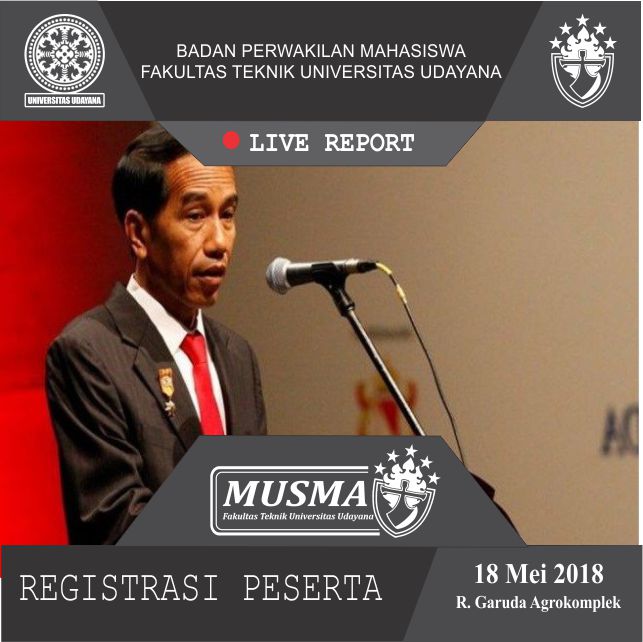 BADAN PERWAKILAN MAHASISWA
FAKULTAS TEKNIK UNIVERSITAS UDAYANA
UNIVERSITAS UDAYANA
LIVE REPORT
AC
MUSMA
Fakultas Teknik Universitas Udayana
REGISTRASI PESERTA
18 Mei 2018
R. Garuda Agrokomplek